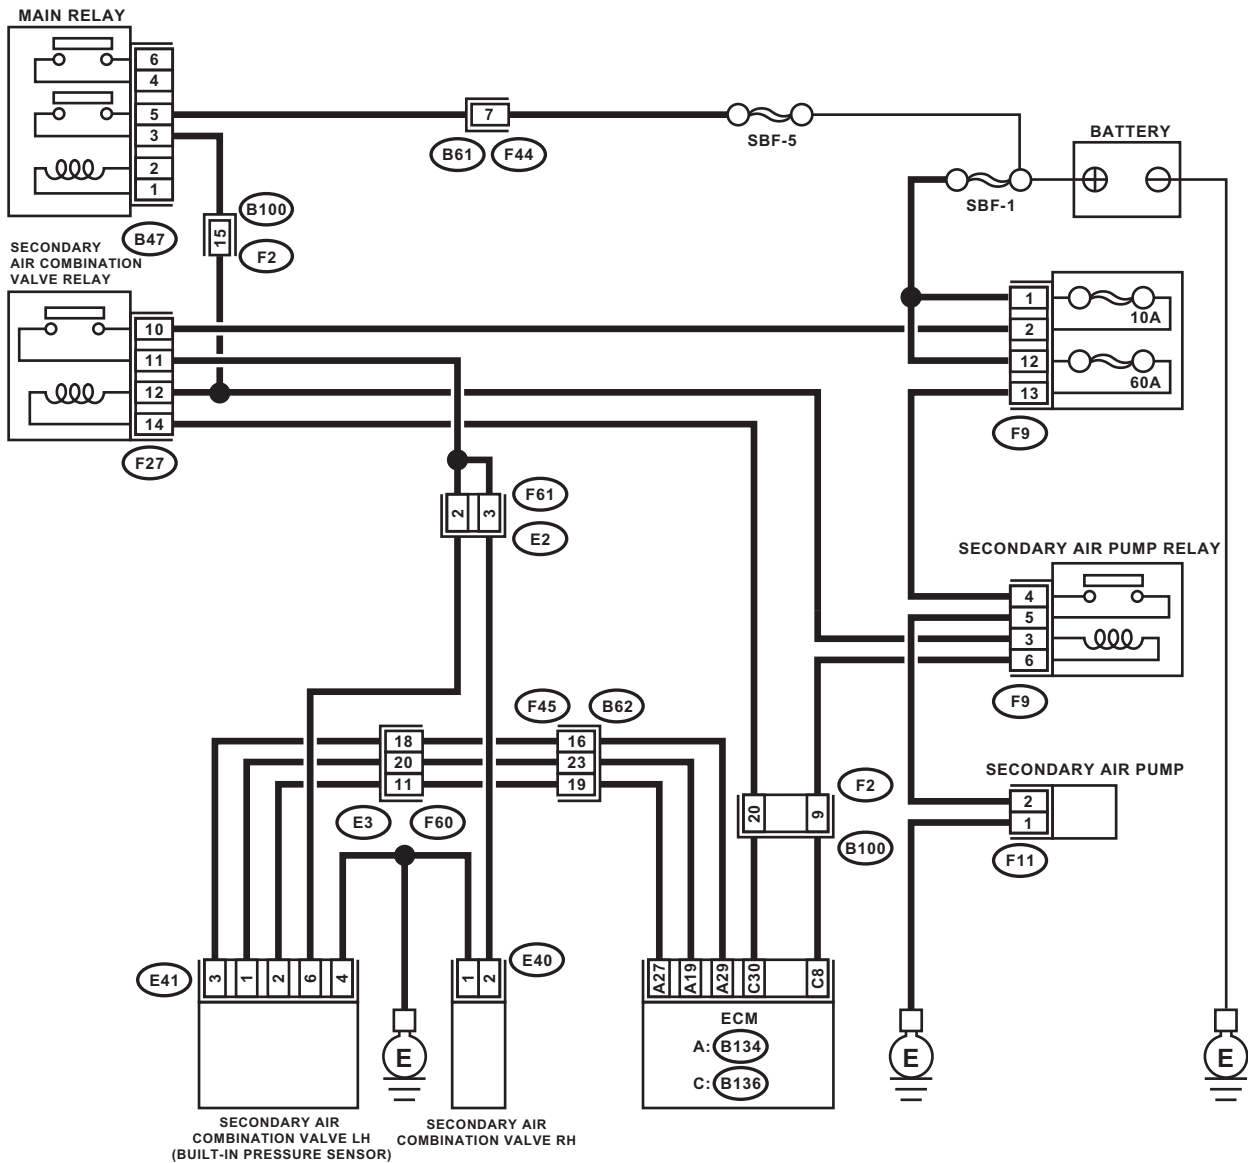 MAIN RELAY
6
4
5
3
2
1
B47
7
B61 F44
SBF-5
BATTERY
SBF-1
B100
15
F2
SECONDARY
AIR COMBINATION
VALVE RELAY
10
11
12
14
F27
1
2
12
13
10A
60A
F9
2 3
F61
E2
SECONDARY AIR PUMP RELAY
4
5
3
6
F9
F45 B62
18
20
11
16
23
19
E3 F60
20 9
F2
B100
SECONDARY AIR PUMP
2
1
F11
E41
3 1 2 6 4
1 2
E40
A27 A19 A29 C30 C8
ECM
A: B134
C: B136
E
E
E
SECONDARY AIR
COMBINATION VALVE LH
(BUILT-IN PRESSURE SENSOR)
SECONDARY AIR
COMBINATION VALVE RH